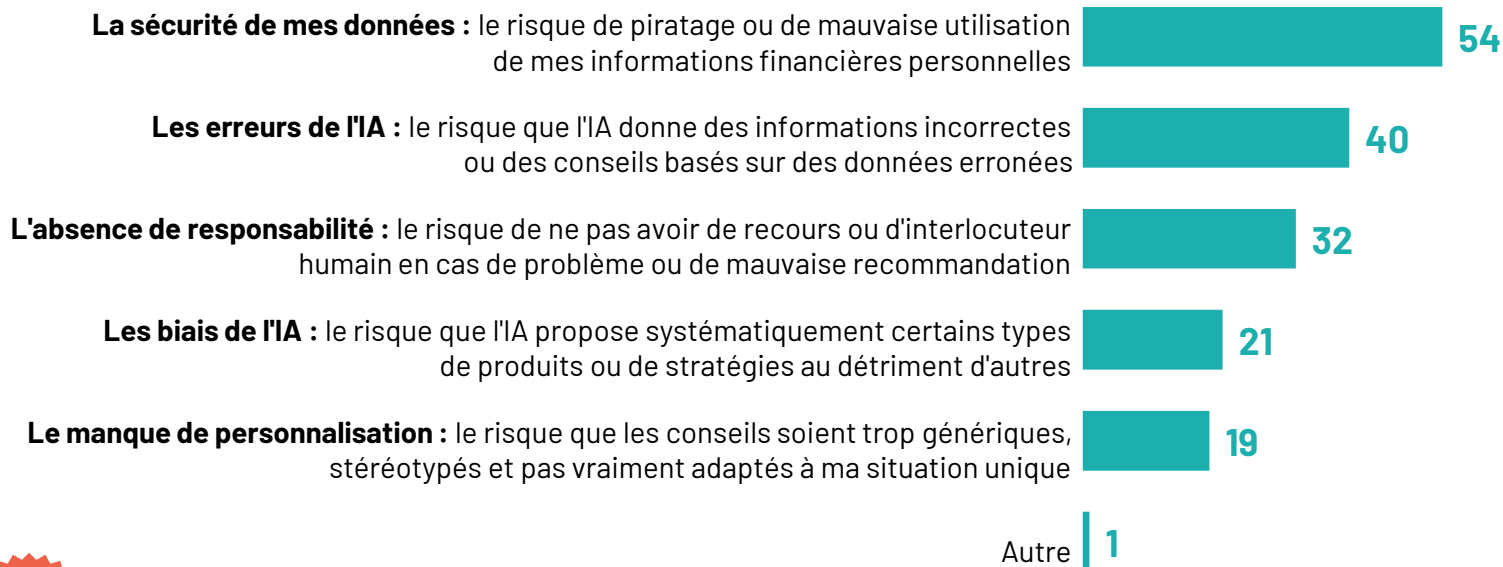 La sécurité de mes données : le risque de piratage ou de mauvaise utilisation
de mes informations financières personnelles
54
Les erreurs de l'IA : le risque que l'IA donne des informations incorrectes
ou des conseils basés sur des données erronées
40
L'absence de responsabilité : le risque de ne pas avoir de recours ou d'interlocuteur
humain en cas de problème ou de mauvaise recommandation
32
Les biais de l'IA : le risque que l'IA propose systématiquement certains types
de produits ou de stratégies au détriment d'autres
21
Le manque de personnalisation : le risque que les conseils soient trop génériques,
stéréotypés et pas vraiment adaptés à ma situation unique
19
Autre
1